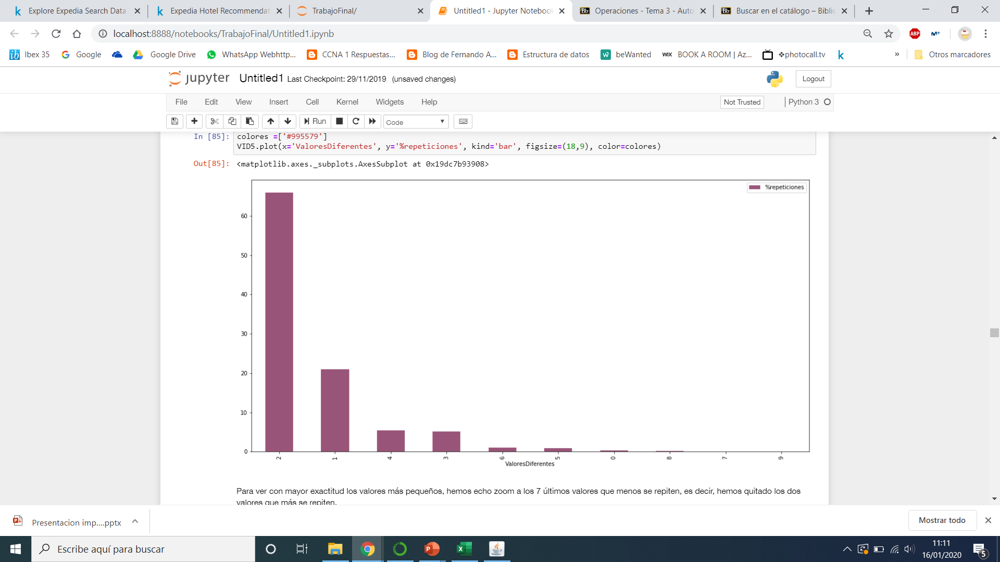 Explore Expedia Search Data
Expedia Hotel Recommendat
TrabajoFinal/
Untitled1 - Jupyter Notebook
Bb Operaciones - Tema 3 - Auto
Bb Buscar en el catálogo – Biblio
localhost:8888/notebooks/TrabajoFinal/Untitled1.ipynb
ABP
Ibex 35
Google
Google Drive
WhatsApp Webhttp...
CCNA 1 Respuestas...
Blog de Fernando A...
Estructura de datos
beWanted
WIX BOOK A ROOM | Az...
❖photocall.tv
»
Otros marcadores
jupyter Untitled1 Last Checkpoint: 29/11/2019 (unsaved changes)
Logout
File Edit View Insert Cell Kernel Widgets Help
Not Trusted
Python 3
Run
Code
In [85]: colores =['#995579']
VID5.plot(x='ValoresDiferentes', y='%repeticiones', kind='bar', figsize=(18,9), color=colores)
Out[85]: <matplotlib.axes._subplots.AxesSubplot at 0x19dc7b93908>
%repeticiones
60
50
40
30
20
10
0
2 1 4 3 6 5 0 8 7 9
ValoresDiferentes
Para ver con mayor exactitud los valores más pequeños, hemos echo zoom a los 7 últimos valores que menos se repiten, es decir, hemos quitado los dos
valores que más se repiten.
Presentacion imp....pptx
Mostrar todo
Escribe aquí para buscar
11:11
16/01/2020
5